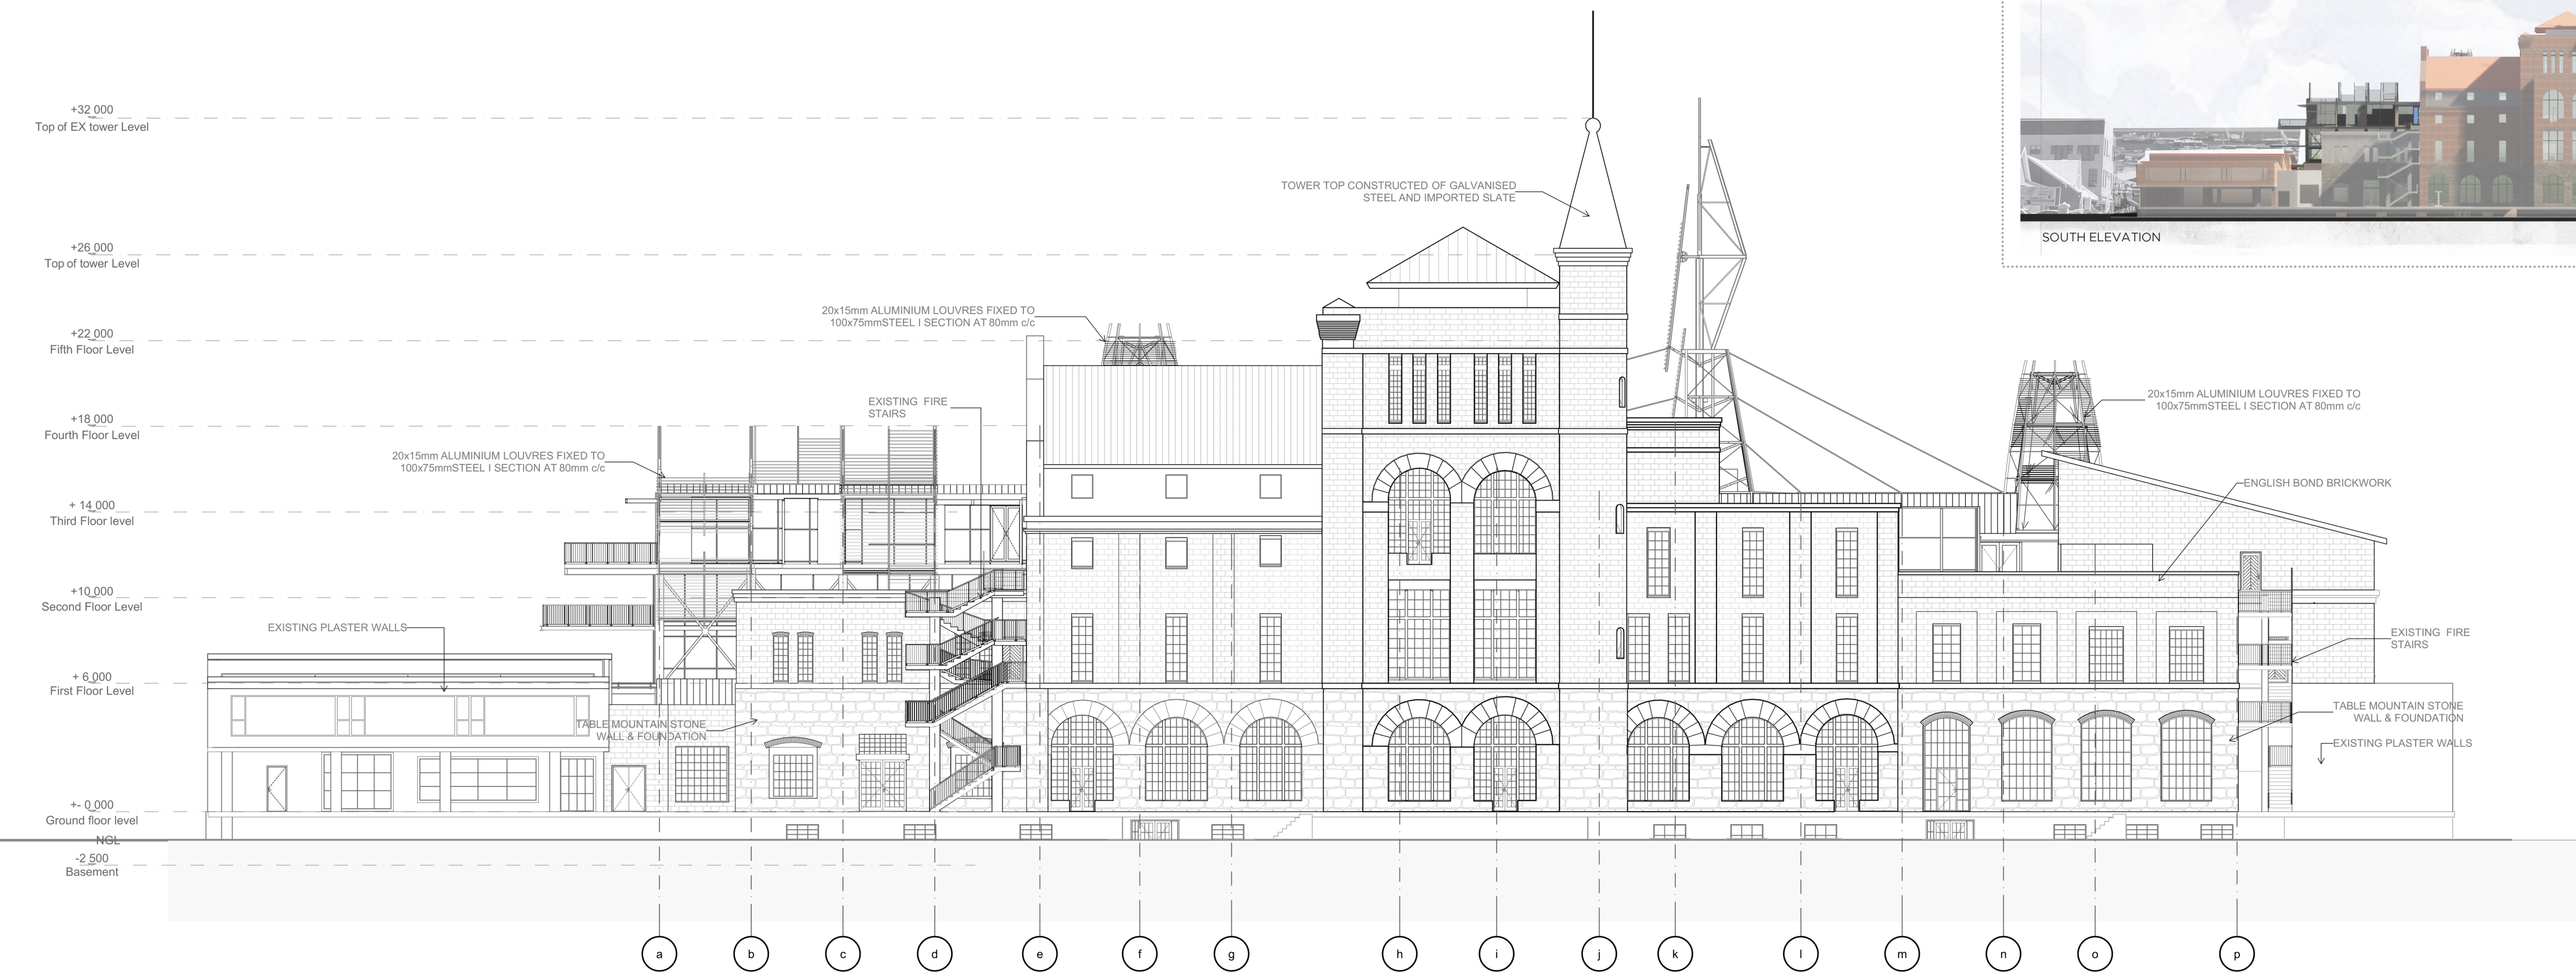 +32 000
Top of EX tower Level
+26 000
Top of tower Level
+22 000
Fifth Floor Level
+18 000
Fourth Floor Level
+ 14 000
Third Floor level
+10 000
Second Floor Level
+ 6 000
First Floor Level
+- 0 000
Ground floor level
NGL
-2 500
Basement
TOWER TOP CONSTRUCTED OF GALVANISED
STEEL AND IMPORTED SLATE
20x15mm ALUMINIUM LOUVRES FIXED TO
100x75mmSTEEL I SECTION AT 80mm c/c
EXISTING FIRE
STAIRS
20x15mm ALUMINIUM LOUVRES FIXED TO
100x75mmSTEEL I SECTION AT 80mm c/c
EXISTING PLASTER WALLS
TABLE MOUNTAIN STONE
WALL & FOUNDATION
20x15mm ALUMINIUM LOUVRES FIXED TO
100x75mmSTEEL I SECTION AT 80mm c/c
ENGLISH BOND BRICKWORK
EXISTING FIRE
STAIRS
TABLE MOUNTAIN STONE
WALL & FOUNDATION
EXISTING PLASTER WALLS
SOUTH ELEVATION
a b c d e f g h i j k l m n o p